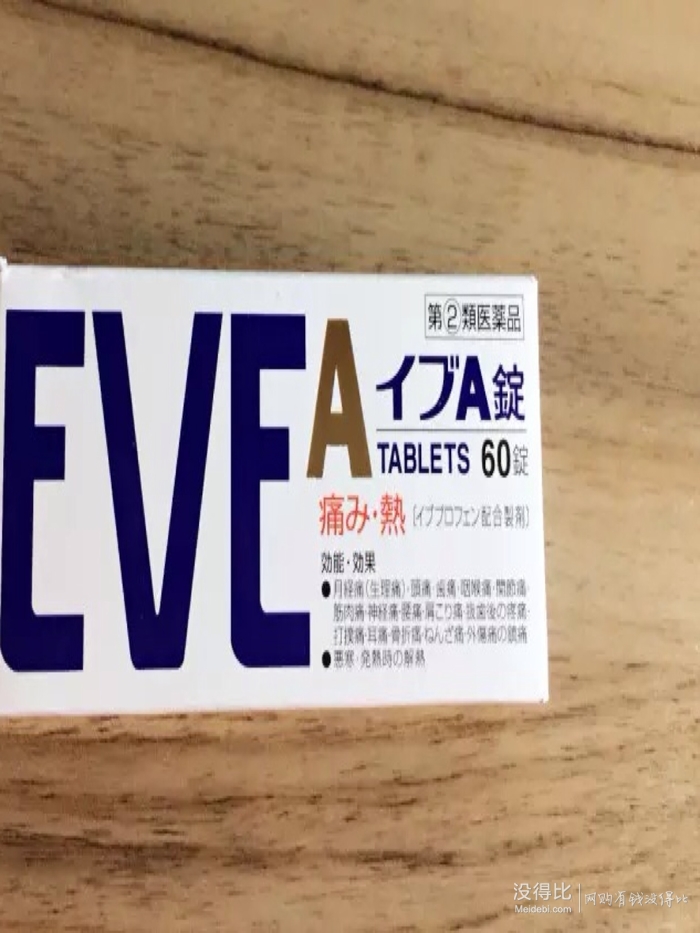 EVE A
第②類医薬品
イブA錠
TABLETS 60錠
痛み・熱 [イブプロフェン配合製剤]
効能・効果
●月経痛(生理痛)・頭痛・歯痛・咽喉痛・関節痛・
筋肉痛・神経痛・腰痛・肩こり痛・抜歯後の疼痛・
打撲痛・耳痛・骨折痛・ねんざ痛・外傷痛の鎮痛
●悪寒・発熱時の解熱
没得比 网购有钱没得比
Meidebi.com